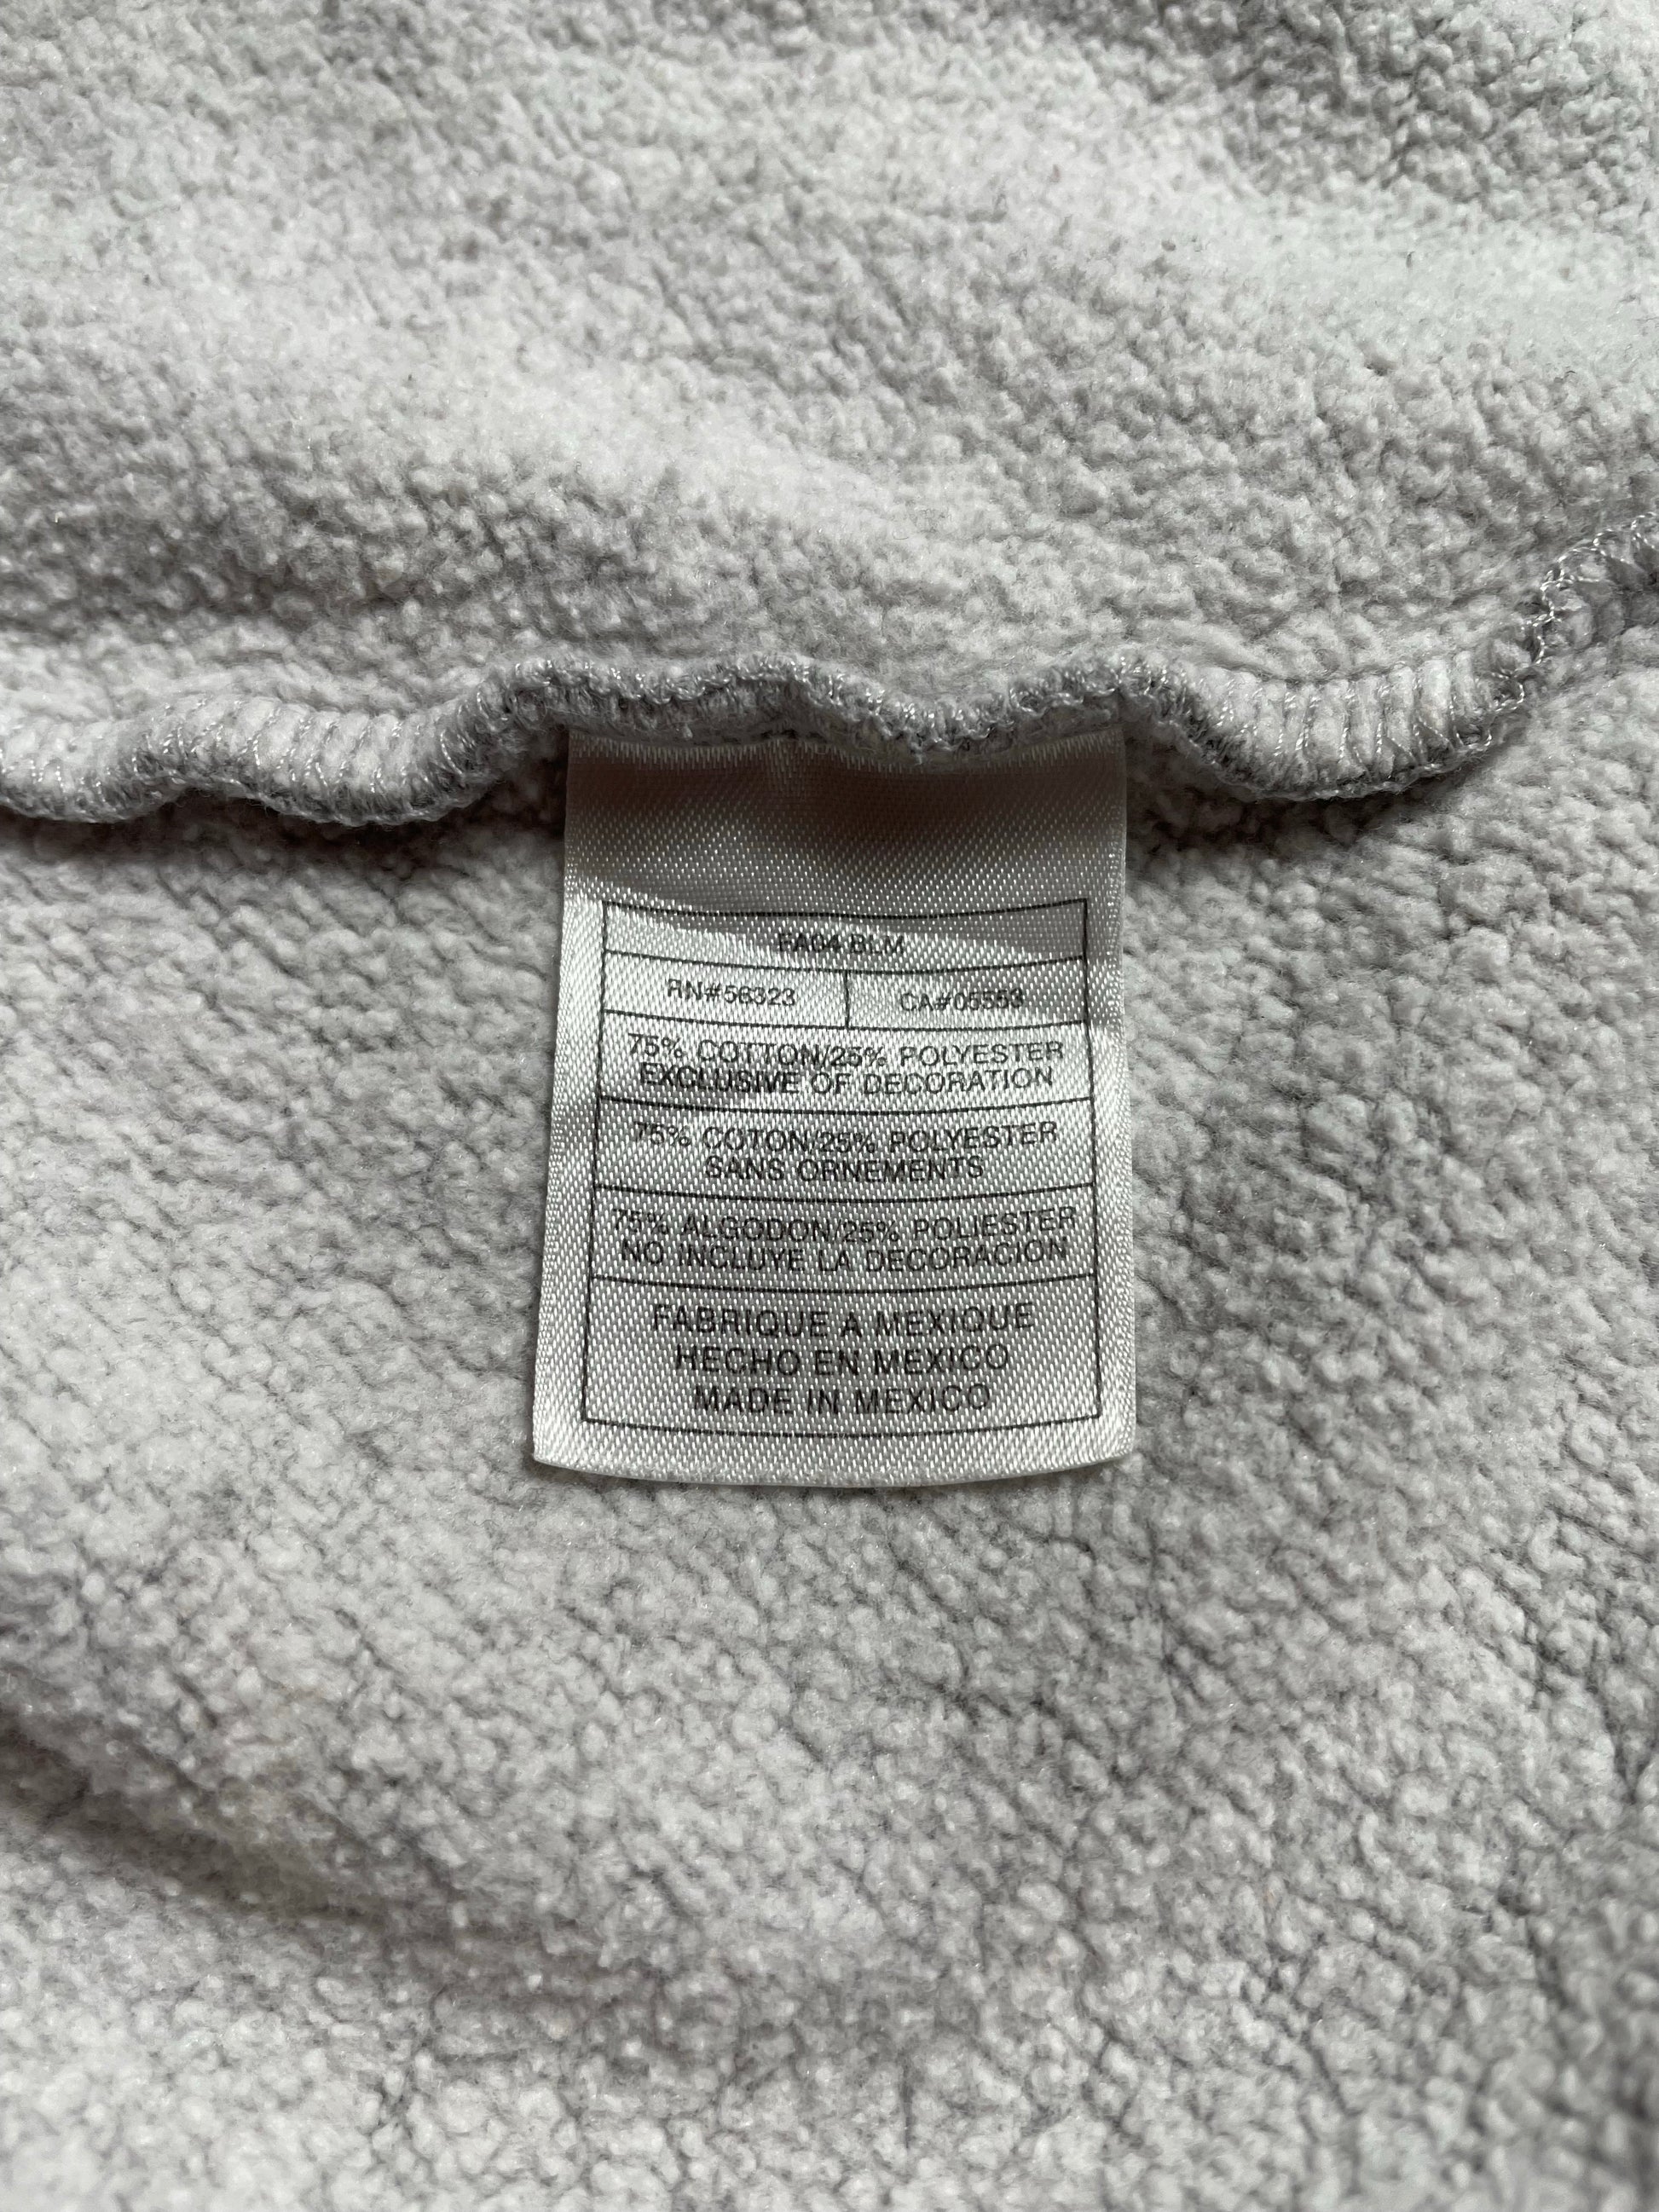 FA04 BLM
RN#56323 CA#05553
75% COTTON/25% POLYESTER
EXCLUSIVE OF DECORATION
75% COTON/25% POLYESTER
SANS ORNEMENTS
75% ALGODON/25% POLIESTER
NO INCLUYE LA DECORACION
FABRIQUE A MEXIQUE
HECHO EN MEXICO
MADE IN MEXICO